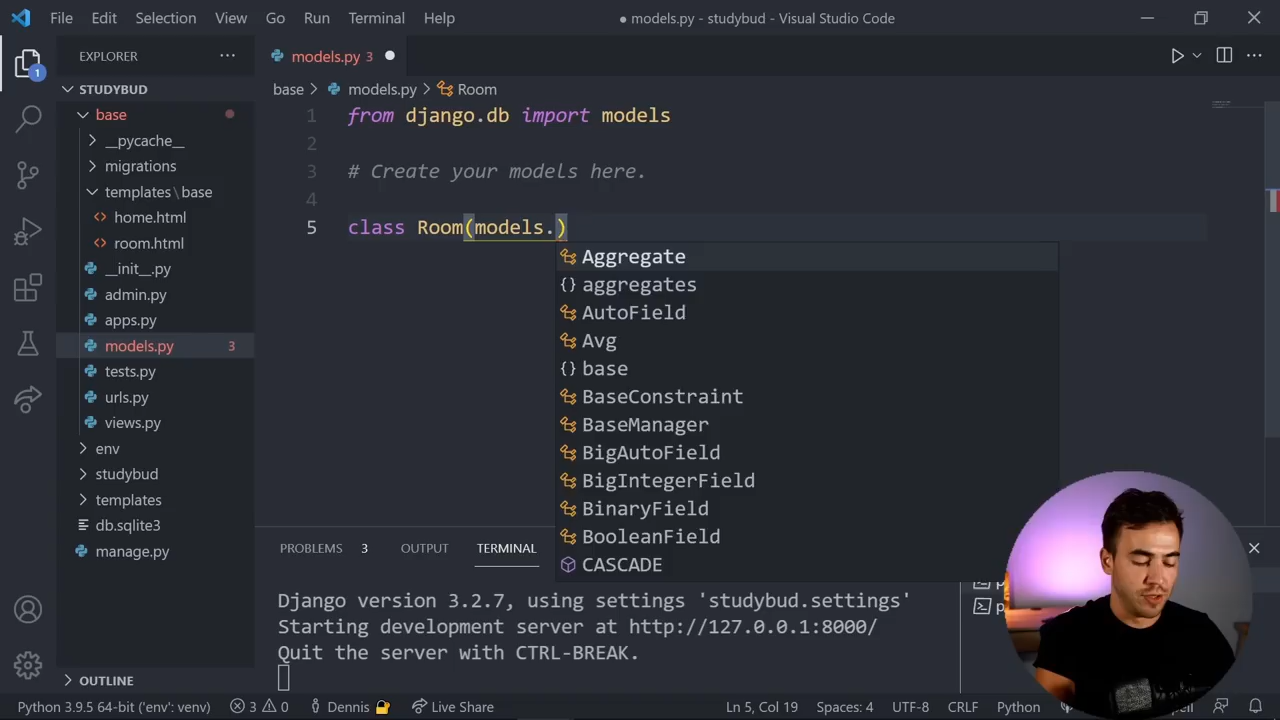 File Edit Selection View Go Run Terminal Help ● models.py - studybud - Visual Studio Code
EXPLORER ...
models.py 3 ●
1
STUDYBUD
base > models.py > Room
base
__pycache__
migrations
templates\base
home.html
room.html
__init__.py
admin.py
apps.py
models.py 3
tests.py
urls.py
views.py
env
studybud
templates
db.sqlite3
manage.py
OUTLINE
1 from django.db import models
2
3 # Create your models here.
4
5 class Room(models.)
Aggregate
{} aggregates
AutoField
Avg
{} base
BaseConstraint
BaseManager
BigAutoField
BigIntegerField
BinaryField
BooleanField
CASCADE
PROBLEMS 3 OUTPUT TERMINAL
Django version 3.2.7, using settings 'studybud.settings'
Starting development server at http://127.0.0.1:8000/
Quit the server with CTRL-BREAK.
Python 3.9.5 64-bit ('env': venv) 3 0 Dennis Live Share Ln 5, Col 19 Spaces: 4 UTF-8 CRLF Python